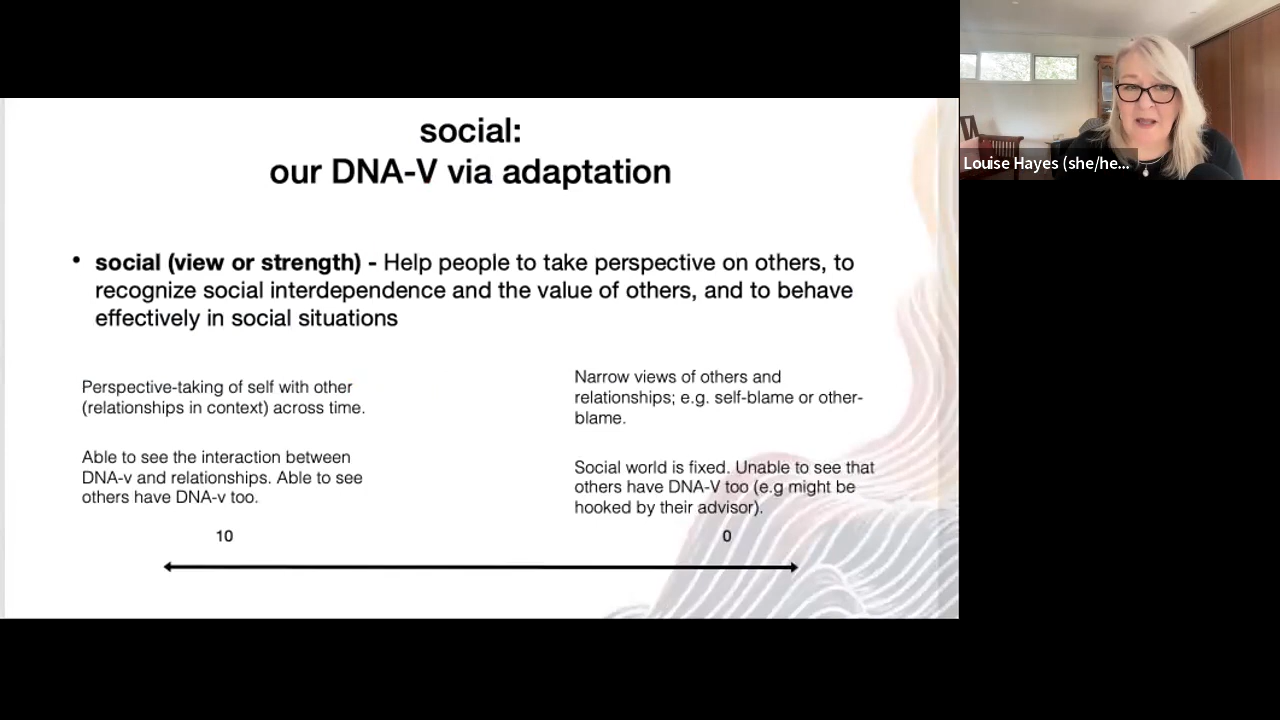 social:
our DNA-V via adaptation
• social (view or strength) - Help people to take perspective on others, to
recognize social interdependence and the value of others, and to behave
effectively in social situations
Perspective-taking of self with other
(relationships in context) across time.
Able to see the interaction between
DNA-v and relationships. Able to see
others have DNA-v too.
10
Narrow views of others and
relationships; e.g. self-blame or other-
blame.
Social world is fixed. Unable to see that
others have DNA-V too (e.g might be
hooked by their advisor).
0
Louise Hayes (she/he...